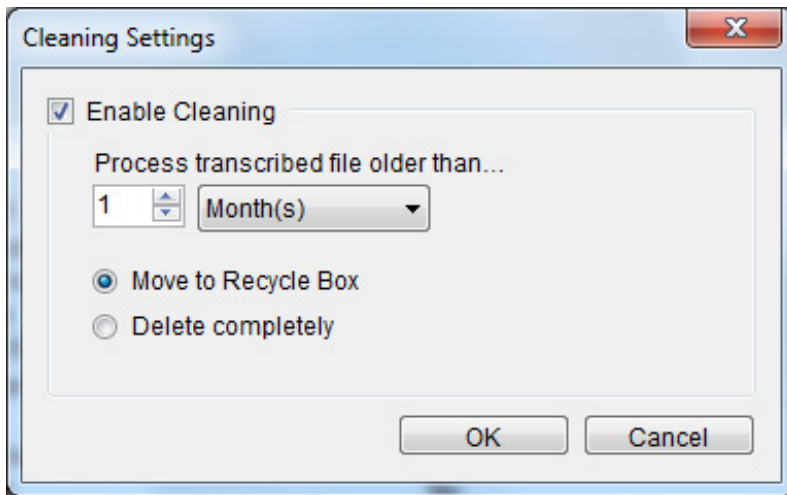 Cleaning Settings
Enable Cleaning
Process transcribed file older than...
1 Month(s)
Move to Recycle Box
Delete completely
OK Cancel